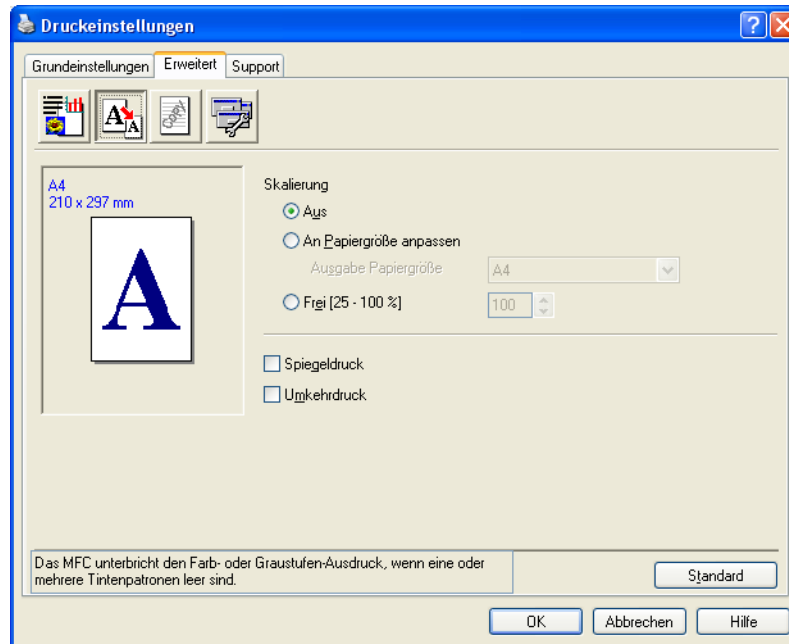 Druckeinstellungen
Grundeinstellungen Erweitert Support
A A
Copy
A4
210 x 297 mm
A
Skalierung
Aus
An Papiergröße anpassen
Ausgabe Papiergröße A4
Frei [25 - 100 %] 100
Spiegeldruck
Umkehrdruck
Das MFC unterbricht den Farb- oder Graustufen-Ausdruck, wenn eine oder
mehrere Tintenpatronen leer sind.
Standard
OK Abbrechen Hilfe